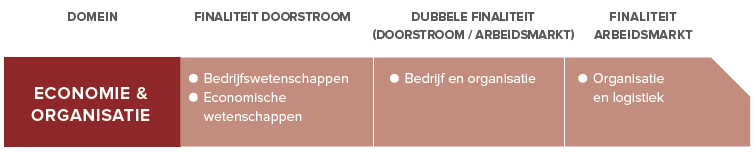 DOMEIN
FINALITEIT DOORSTROOM
DUBBELE FINALITEIT
(DOORSTROOM / ARBEIDSMARKT)
FINALITEIT
ARBEIDSMARKT
ECONOMIE &
ORGANISATIE
● Bedrijfswetenschappen
● Economische
wetenschappen
● Bedrijf en organisatie
● Organisatie
en logistiek